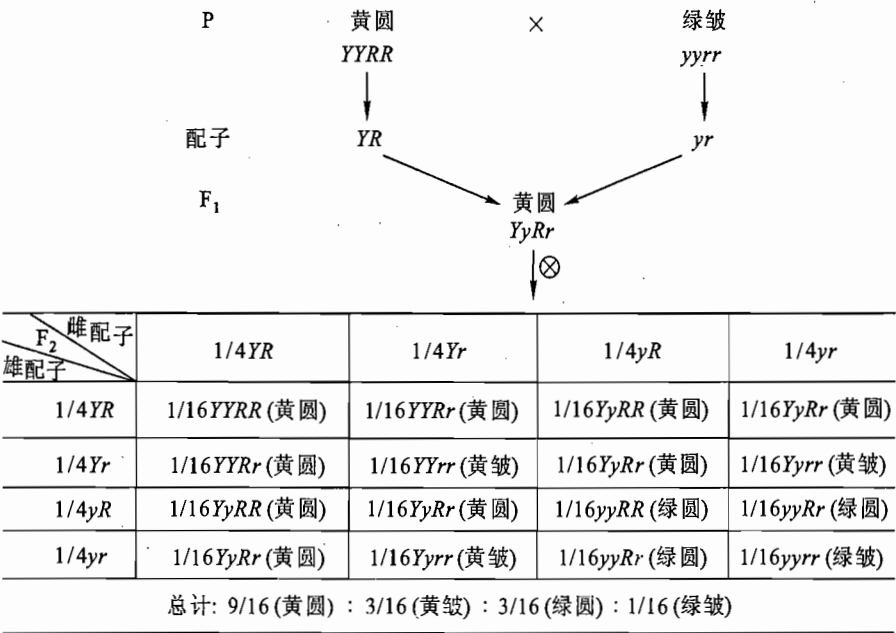 P 黄圆 × 绿皱
YYRR yyrr
配子 YR yr
F₁ 黄圆
YyRr
⊗
F₂ 雌配子 1/4YR 1/4Yr 1/4yR 1/4yr
雄配子
1/4YR 1/16YYRR(黄圆) 1/16YYRr(黄圆) 1/16YyRR(黄圆) 1/16YyRr(黄圆)
1/4Yr 1/16YYRr(黄圆) 1/16YYrr(黄皱) 1/16YyRr(黄圆) 1/16Yyrr(黄皱)
1/4yR 1/16YyRR(黄圆) 1/16YyRr(黄圆) 1/16yyRR(绿圆) 1/16yyRr(绿圆)
1/4yr 1/16YyRr(黄圆) 1/16Yyrr(黄皱) 1/16yyRr(绿圆) 1/16yyrr(绿皱)
总计: 9/16(黄圆) : 3/16(黄皱) : 3/16(绿圆) : 1/16(绿皱)